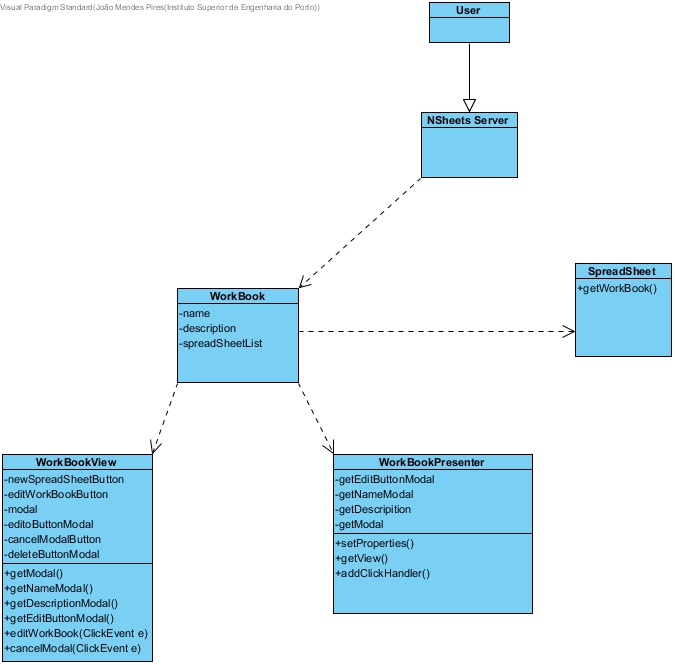 Visual Paradigm Standard(João Mendes Pires(Instituto Superior de Engenharia do Porto))
User
NSheets Server
SpreadSheet
+getWorkBook()
WorkBook
-name
-description
-spreadSheetList
WorkBookView
-newSpreadSheetButton
-editWorkBookButton
-modal
-editoButtonModal
-cancelModalButton
-deleteButtonModal
+getModal()
+getNameModal()
+getDescriptionModal()
+getEditButtonModal()
+editWorkBook(ClickEvent e)
+cancelModal(ClickEvent e)
WorkBookPresenter
-getEditButtonModal
-getNameModal
-getDescripition
-getModal
+setProperties()
+getView()
+addClickHandler()